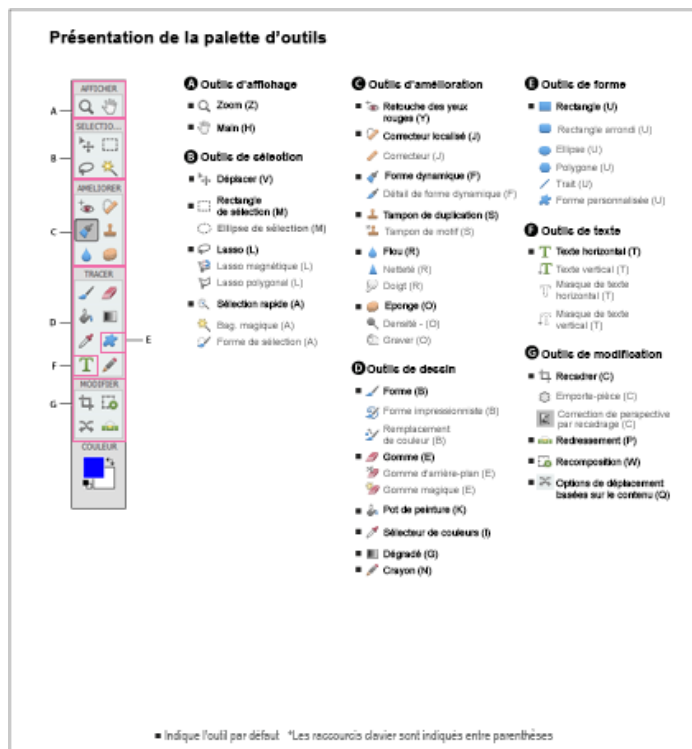 Présentation de la palette d'outils
AFFICHER
A
SELECTIO...
B
AMELIORER
C
TRACER
D
E
F
MODIFIER
G
COULEUR
A Outils d'affichage
Zoom (Z)
Main (H)
B Outils de sélection
Déplacer (V)
Rectangle
de sélection (M)
Ellipse de sélection (M)
Lasso (L)
Lasso magnétique (L)
Lasso polygonal (L)
Sélection rapide (A)
Bag. magique (A)
Forme de sélection (A)
C Outils d'amélioration
Retouche des yeux
rouges (Y)
Correcteur localisé (J)
Correcteur (J)
Forme dynamique (F)
Détail de forme dynamique (F)
Tampon de duplication (S)
Tampon de motif (S)
Flou (R)
Netteté (R)
Doigt (R)
Eponge (O)
Densité - (O)
Graver (O)
D Outils de dessin
Forme (B)
Forme impressionniste (B)
Remplacement
de couleur (B)
Gomme (E)
Gomme d'arrière-plan (E)
Gomme magique (E)
Pot de peinture (K)
Sélecteur de couleurs (I)
Dégradé (G)
Crayon (N)
E Outils de forme
Rectangle (U)
Rectangle arrondi (U)
Ellipse (U)
Polygone (U)
Trait (U)
Forme personnalisée (U)
F Outils de texte
Texte horizontal (T)
Texte vertical (T)
Masque de texte
horizontal (T)
Masque de texte
vertical (T)
G Outils de modification
Recadrer (C)
Emporte-pièce (C)
Correction de perspective
par recadrage (C)
Redressement (P)
Recomposition (W)
Options de déplacement
basées sur le contenu (Q)
■ Indique l'outil par défaut *Les raccourcis clavier sont indiqués entre parenthèses